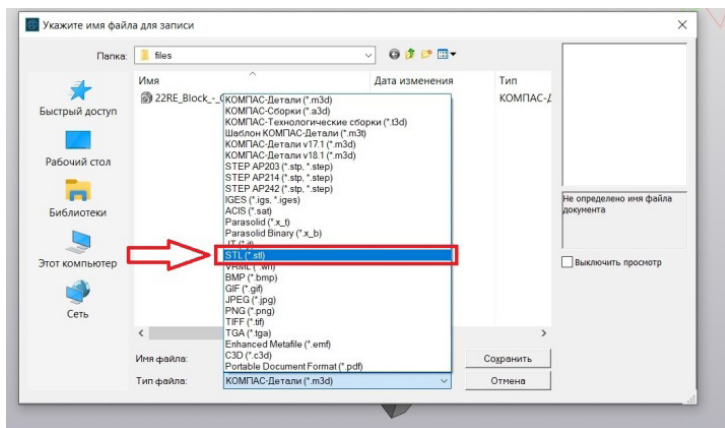 Укажите имя файла для записи
Папка:
files
Имя
Дата изменения
Тип
22RE_Block_-_
КОМПАС-Д
Быстрый доступ
Рабочий стол
Библиотеки
Этот компьютер
Сеть
КОМПАС-Детали (*.m3d)
КОМПАС-Сборки (*.a3d)
КОМПАС-Технологические сборки (*.t3d)
Шаблон КОМПАС-Детали (*.m3t)
КОМПАС-Детали v17.1 (*.m3d)
КОМПАС-Детали v18.1 (*.m3d)
STEP AP203 (*.stp, *.step)
STEP AP214 (*.stp, *.step)
STEP AP242 (*.stp, *.step)
IGES (*.igs, *.iges)
ACIS (*.sat)
Parasolid (*.x_t)
Parasolid Binary (*.x_b)
JT (*.jt)
STL (*.stl)
VRML (*.wrl)
BMP (*.bmp)
GIF (*.gif)
JPEG (*.jpg)
PNG (*.png)
TIFF (*.tif)
TGA (*.tga)
Enhanced Metafile (*.emf)
C3D (*.c3d)
Portable Document Format (*.pdf)
Не определено имя файла
документа
Выключить просмотр
Имя файла:
Сохранить
Тип файла:
КОМПАС-Детали (*.m3d)
Отмена